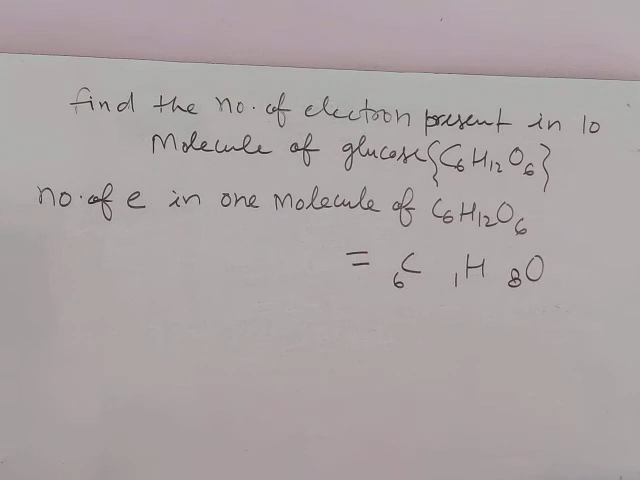 find the no. of electron present in 10
Molecule of glucose {C6H12O6}
no. of e in one Molecule of C6H12O6
= 6C 1H 8O